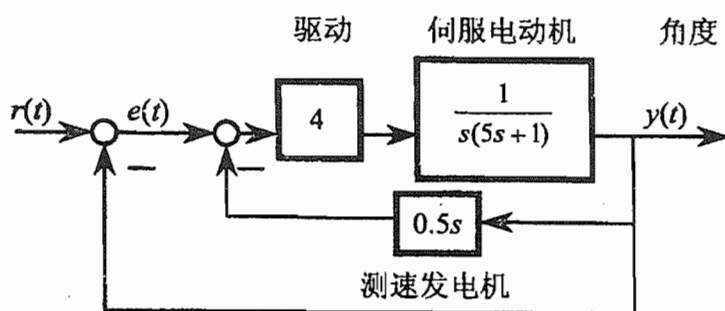 驱动 伺服电动机 角度
r(t) e(t) 4 1/s(5s+1) y(t)
− −
0.5s
测速发电机